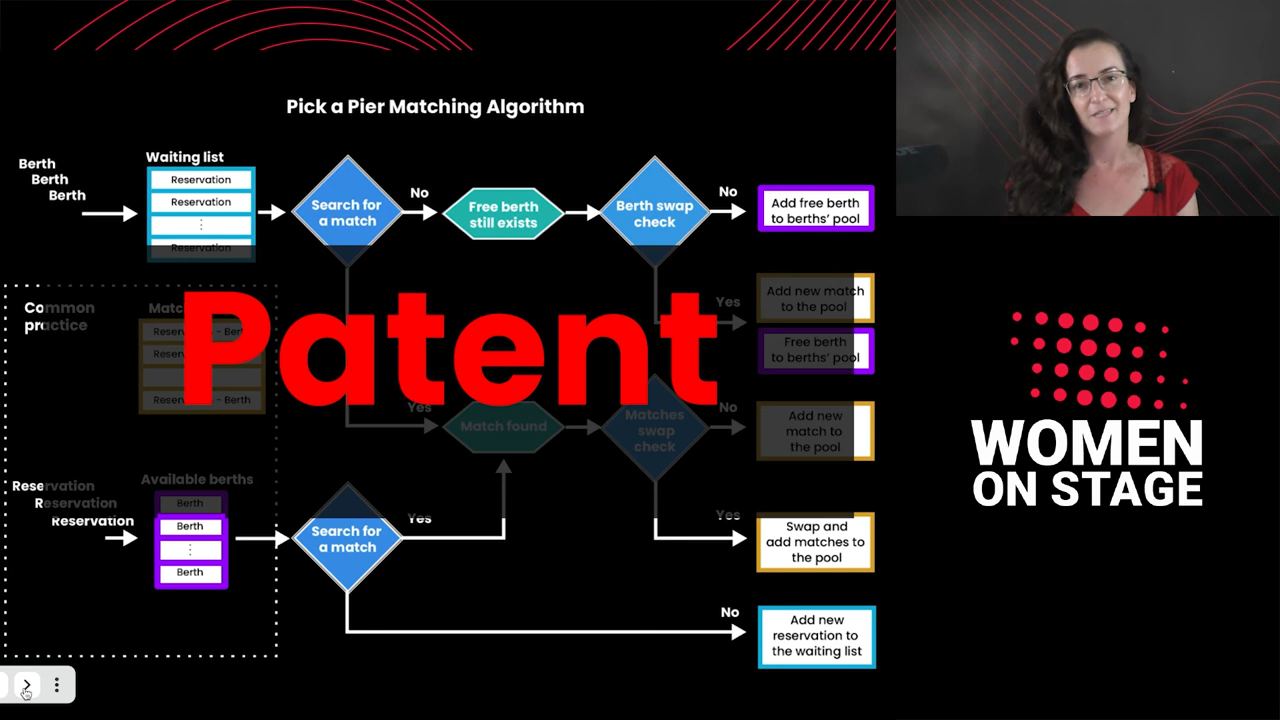 Pick a Pier Matching Algorithm
Berth
Berth
Berth
Waiting list
Reservation
Reservation
⋮
Reservation
Search for
a match
No
Free berth
still exists
Berth swap
check
No
Add free berth
to berths' pool
Common
practice
Yes
Add new match
to the pool
Free berth
to berths' pool
Patent
Reservation - Berth
Yes
Match found
Matches
swap
check
No
Add new
match to
the pool
Reservation
Reservation
Reservation
Available berths
Berth
Berth
⋮
Berth
Search for
a match
Yes
Yes
Swap and
add matches to
the pool
No
Add new
reservation to
the waiting list
WOMEN
ON STAGE